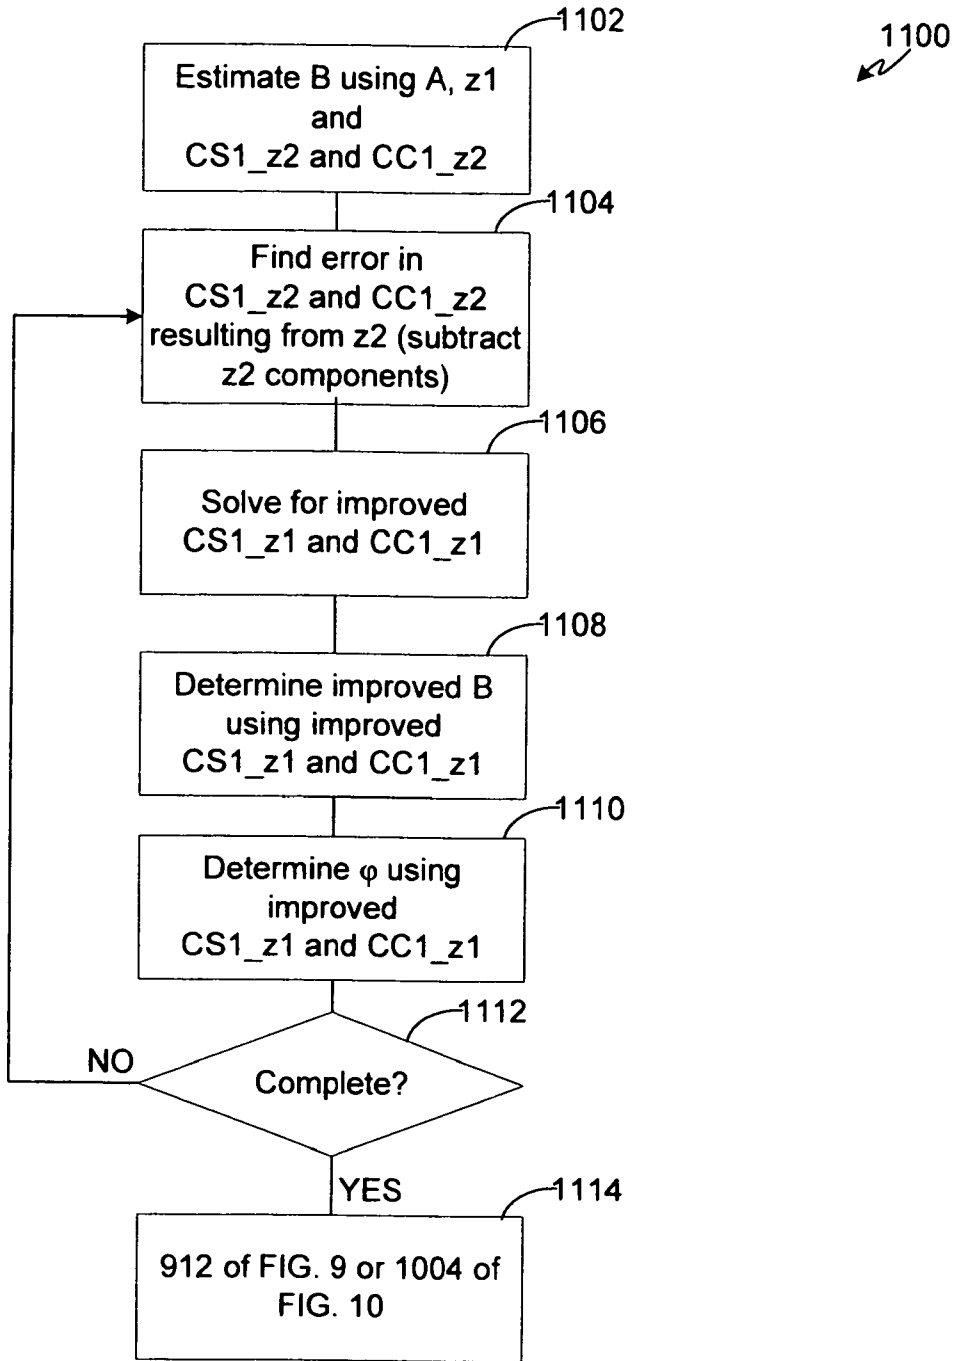 1102
1100
Estimate B using A, z1
and
CS1_z2 and CC1_z2
1104
Find error in
CS1_z2 and CC1_z2
resulting from z2 (subtract
z2 components)
1106
Solve for improved
CS1_z1 and CC1_z1
1108
Determine improved B
using improved
CS1_z1 and CC1_z1
1110
Determine φ using
improved
CS1_z1 and CC1_z1
1112
NO
Complete?
YES
1114
912 of FIG. 9 or 1004 of
FIG. 10